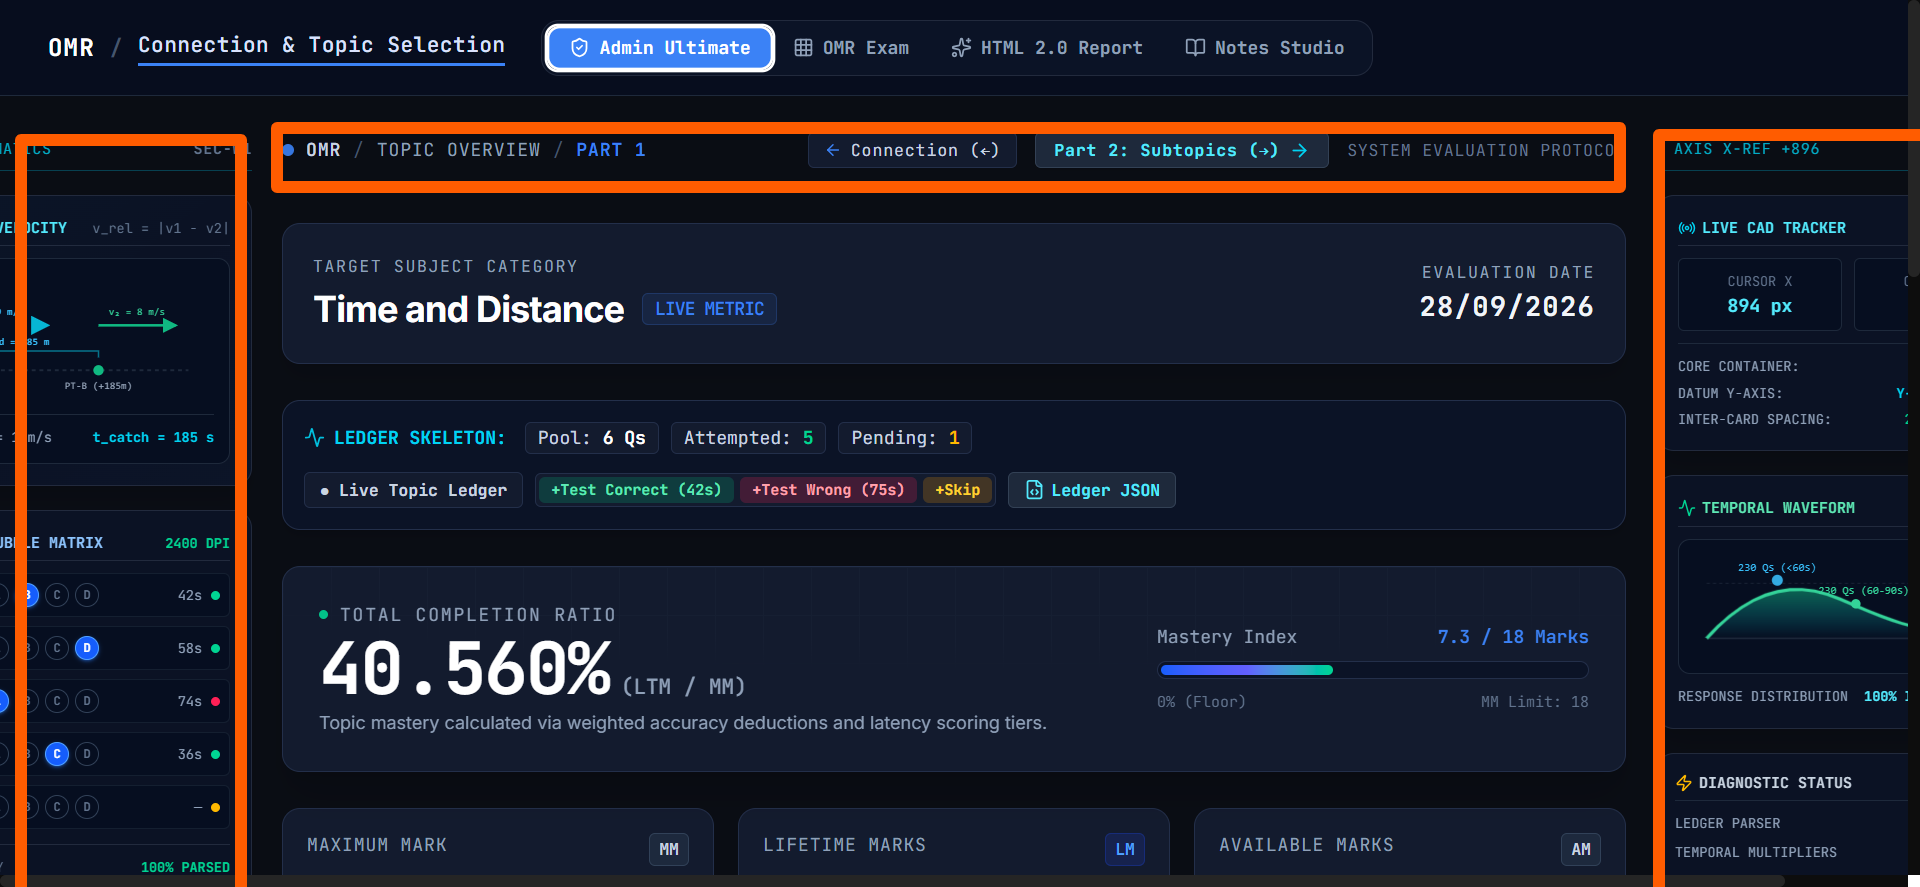 OMR / Connection & Topic Selection
Admin Ultimate
OMR Exam
HTML 2.0 Report
Notes Studio
OMR / TOPIC OVERVIEW / PART 1
← Connection (←)
Part 2: Subtopics (→) →
SYSTEM EVALUATION PROTOCO
AXIS X-REF +896
v_rel = |v1 - v2|
v₂ = 8 m/s
PT-B (+185m)
t_catch = 185 s
MATRIX
2400 DPI
C D 42s
C D 58s
C D 74s
C D 36s
C D —
100% PARSED
TARGET SUBJECT CATEGORY
Time and Distance
LIVE METRIC
EVALUATION DATE
28/09/2026
LEDGER SKELETON:
Pool: 6 Qs
Attempted: 5
Pending: 1
● Live Topic Ledger
+Test Correct (42s)
+Test Wrong (75s)
+Skip
Ledger JSON
TOTAL COMPLETION RATIO
40.560% (LTM / MM)
Topic mastery calculated via weighted accuracy deductions and latency scoring tiers.
Mastery Index
7.3 / 18 Marks
0% (Floor)
MM Limit: 18
MAXIMUM MARK
MM
LIFETIME MARKS
LM
AVAILABLE MARKS
AM
LIVE CAD TRACKER
CURSOR X
894 px
CORE CONTAINER:
DATUM Y-AXIS:
INTER-CARD SPACING:
TEMPORAL WAVEFORM
230 Qs (<60s)
230 Qs (60-90s)
RESPONSE DISTRIBUTION 100%
DIAGNOSTIC STATUS
LEDGER PARSER
TEMPORAL MULTIPLIERS